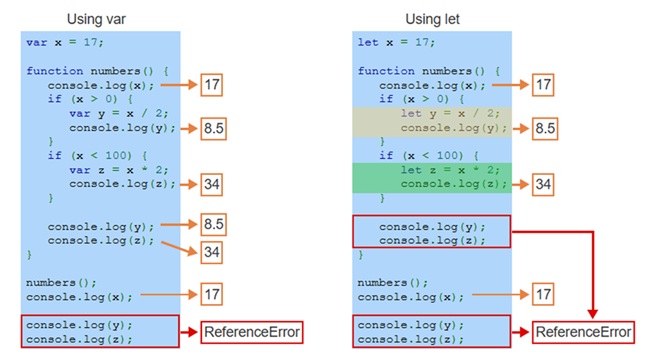 Using var
var x = 17;
function numbers() {
console.log(x);
17
if (x > 0) {
var y = x / 2;
console.log(y);
8.5
}
if (x < 100) {
var z = x * 2;
console.log(z);
34
}
console.log(y);
8.5
console.log(z);
34
}
numbers();
console.log(x);
17
console.log(y);
console.log(z);
ReferenceError
Using let
let x = 17;
function numbers() {
console.log(x);
17
if (x > 0) {
let y = x / 2;
console.log(y);
8.5
}
if (x < 100) {
let z = x * 2;
console.log(z);
34
}
console.log(y);
console.log(z);
}
numbers();
console.log(x);
17
console.log(y);
console.log(z);
ReferenceError